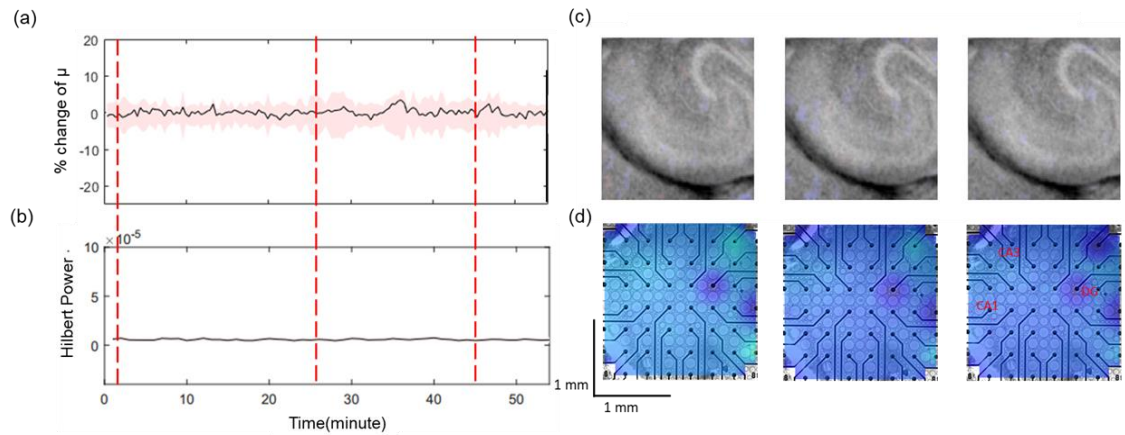 (a)
(c)
20
10
0
-10
-20
% change of μ
(b)
(d)
×10⁻⁵
10
5
0
Hilbert Power
0
10
20
30
40
50
Time(minute)
1 mm
1 mm
CA3
DG
CA1